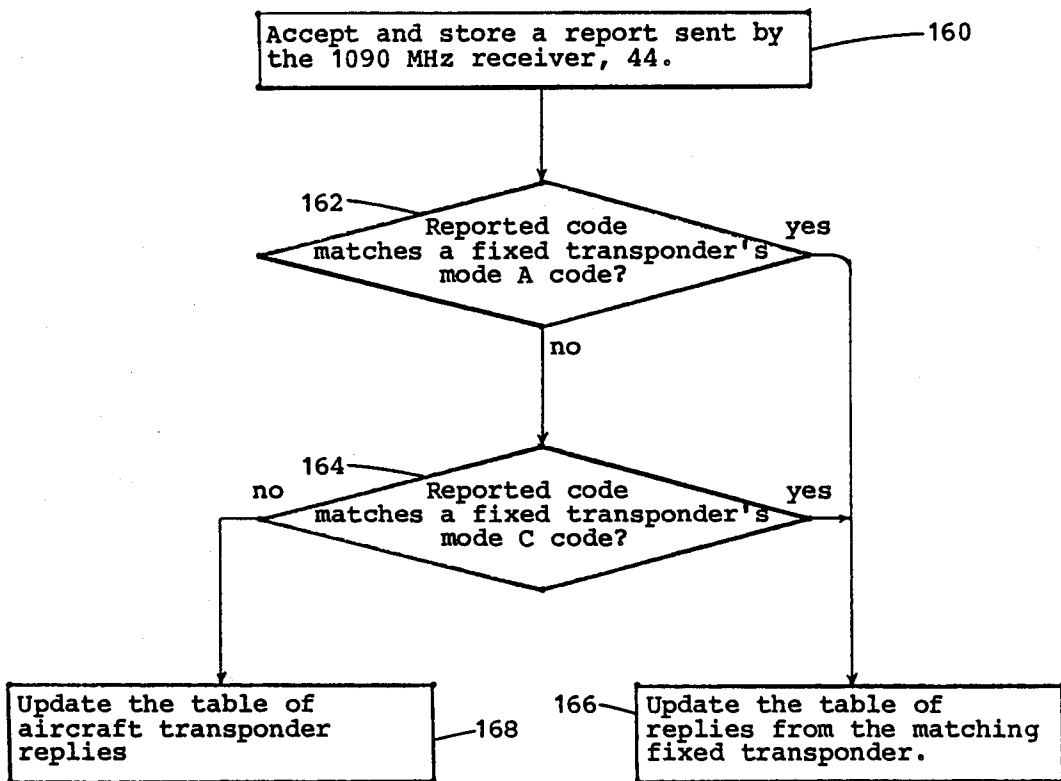 Accept and store a report sent by
the 1090 MHz receiver, 44.
160
162
Reported code
matches a fixed transponder's
mode A code?
yes
no
164
no
Reported code
matches a fixed transponder's
mode C code?
yes
Update the table of
aircraft transponder
replies
168
166
Update the table of
replies from the matching
fixed transponder.